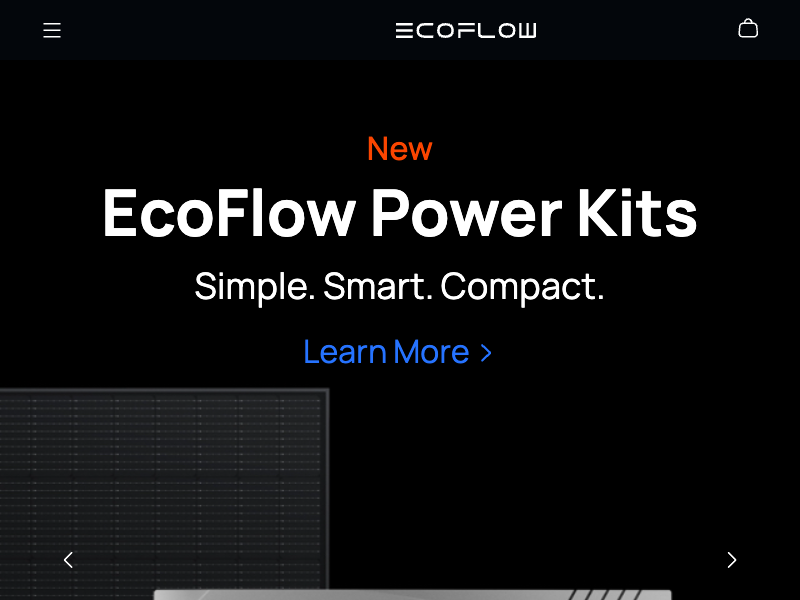 ECOFLOW
New
EcoFlow Power Kits
Simple. Smart. Compact.
Learn More >